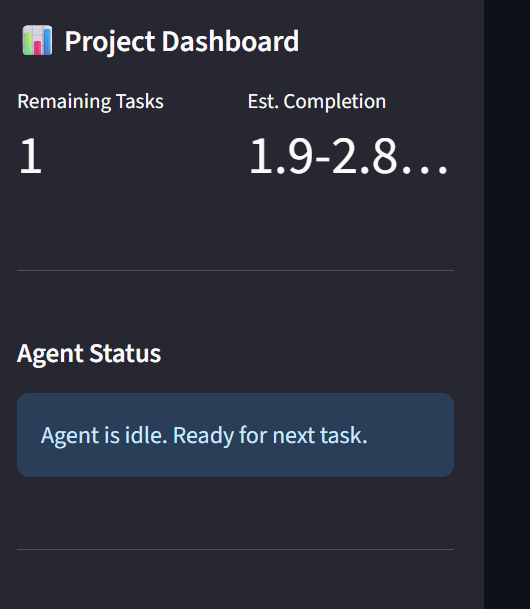 Project Dashboard
Remaining Tasks
Est. Completion
1
1.9-2.8...
Agent Status
Agent is idle. Ready for next task.